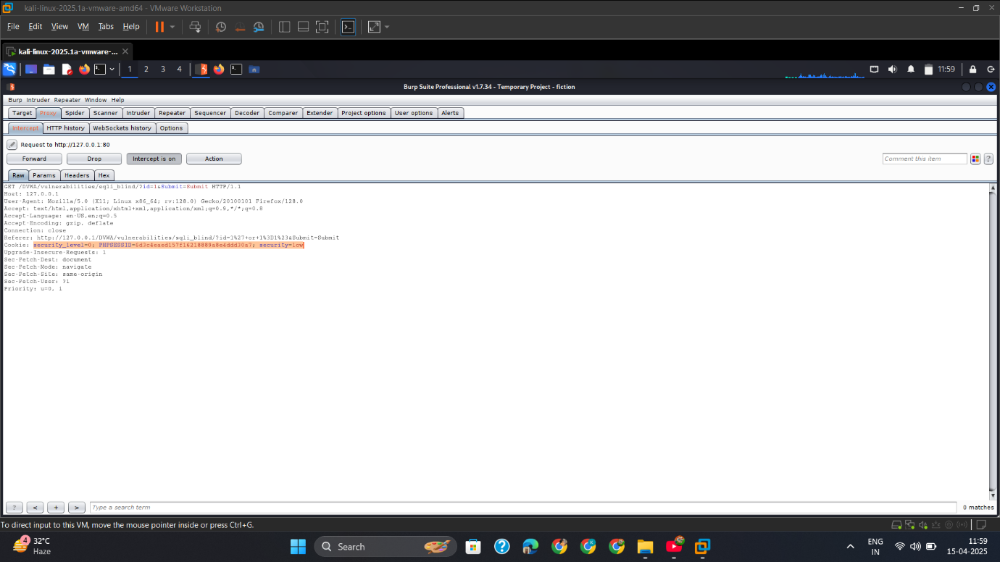 kali-linux-2025.1a-vmware-amd64 - VMware Workstation
File Edit View VM Tabs Help
kali-linux-2025.1a-vmware-...
1 2 3 4
11:59
Burp Suite Professional v1.7.34 - Temporary Project - fiction
Burp Intruder Repeater Window Help
Target Proxy Spider Scanner Intruder Repeater Sequencer Decoder Comparer Extender Project options User options Alerts
Intercept HTTP history WebSockets history Options
Request to http://127.0.0.1:80
Forward Drop Intercept is on Action
Comment this item
?
Raw Params Headers Hex
GET /DVWA/vulnerabilities/sqli_blind/?id=1&Submit=Submit HTTP/1.1
Host: 127.0.0.1
User-Agent: Mozilla/5.0 (X11; Linux x86_64; rv:128.0) Gecko/20100101 Firefox/128.0
Accept: text/html,application/xhtml+xml,application/xml;q=0.9,*/*;q=0.8
Accept-Language: en-US,en;q=0.5
Accept-Encoding: gzip, deflate
Connection: close
Referer: http://127.0.0.1/DVWA/vulnerabilities/sqli_blind/?id=1%27+or+1%3D1%23&Submit=Submit
Cookie: security_level=0; PHPSESSID=6d3c4eaed157f16218889a8e4ddd30a7; security=low
Upgrade-Insecure-Requests: 1
Sec-Fetch-Dest: document
Sec-Fetch-Mode: navigate
Sec-Fetch-Site: same-origin
Sec-Fetch-User: ?1
Priority: u=0, i
? < + > Type a search term
0 matches
To direct input to this VM, move the mouse pointer inside or press Ctrl+G.
4
32°C
Haze
Search
ENG
IN
11:59
15-04-2025